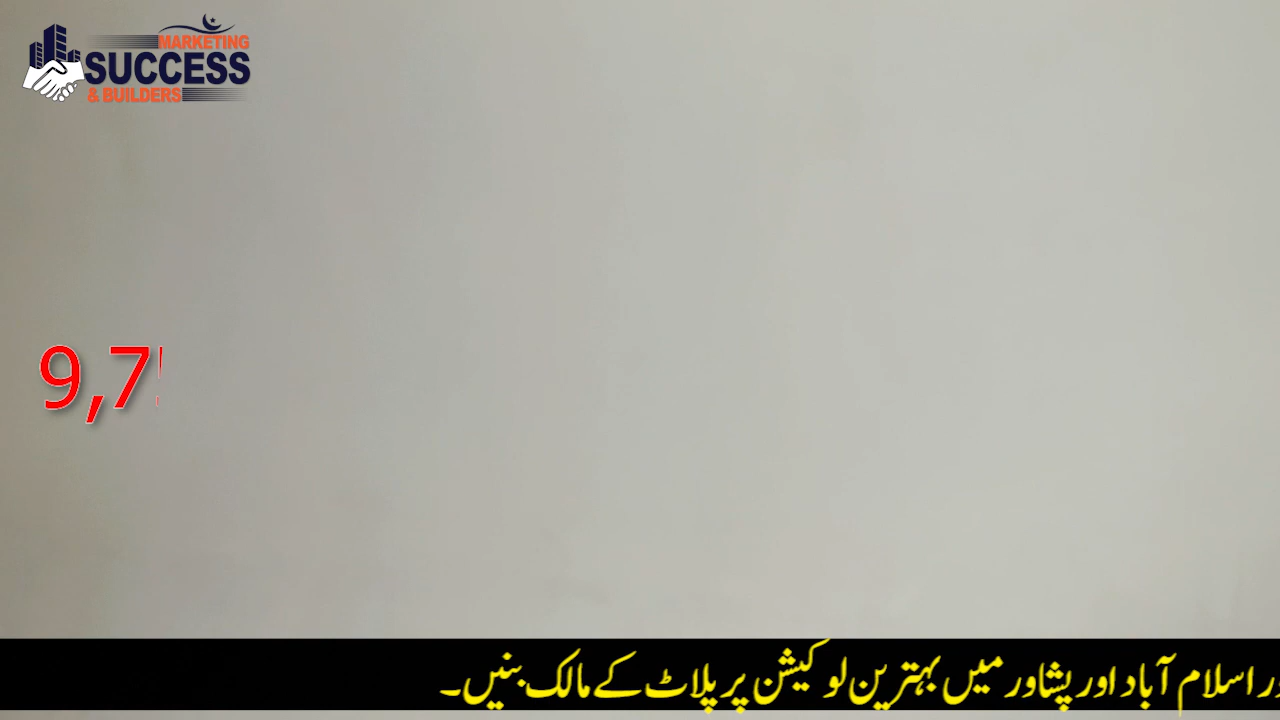 MARKETING
SUCCESS
& BUILDERS
9,7
اسلام آباد اور پشاور میں بہترین لوکیشن پر پلاٹ کے مالک بنیں۔